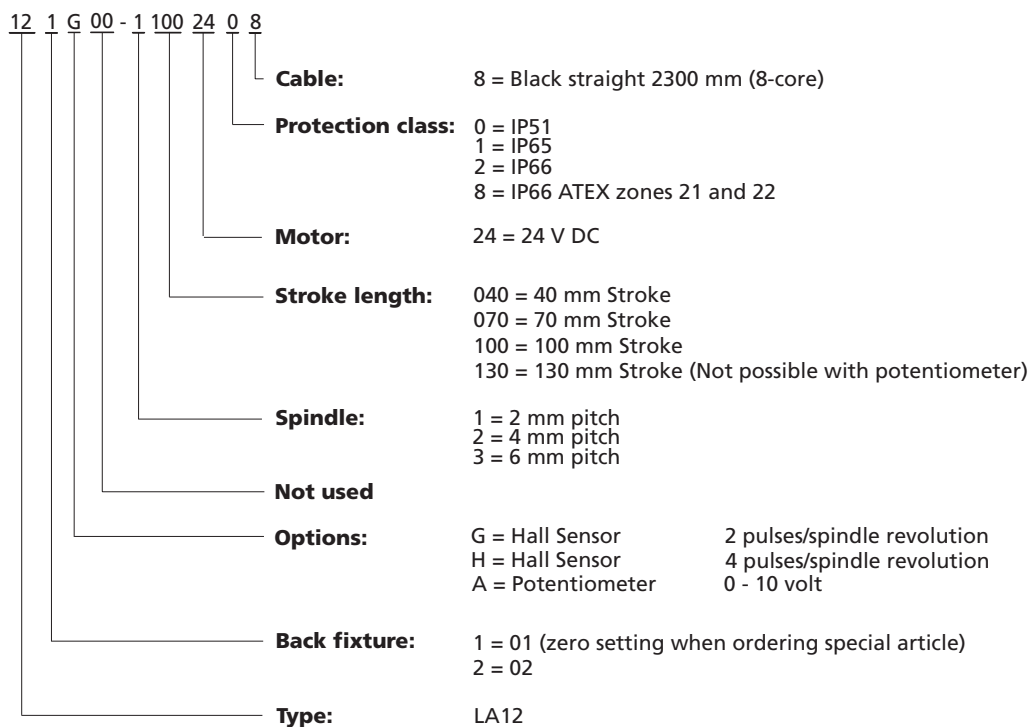 12 1 G 00 - 1 100 24 0 8
Cable: 8 = Black straight 2300 mm (8-core)
Protection class: 0 = IP51
1 = IP65
2 = IP66
8 = IP66 ATEX zones 21 and 22
Motor: 24 = 24 V DC
Stroke length: 040 = 40 mm Stroke
070 = 70 mm Stroke
100 = 100 mm Stroke
130 = 130 mm Stroke (Not possible with potentiometer)
Spindle: 1 = 2 mm pitch
2 = 4 mm pitch
3 = 6 mm pitch
Not used
Options: G = Hall Sensor 2 pulses/spindle revolution
H = Hall Sensor 4 pulses/spindle revolution
A = Potentiometer 0 - 10 volt
Back fixture: 1 = 01 (zero setting when ordering special article)
2 = 02
Type: LA12